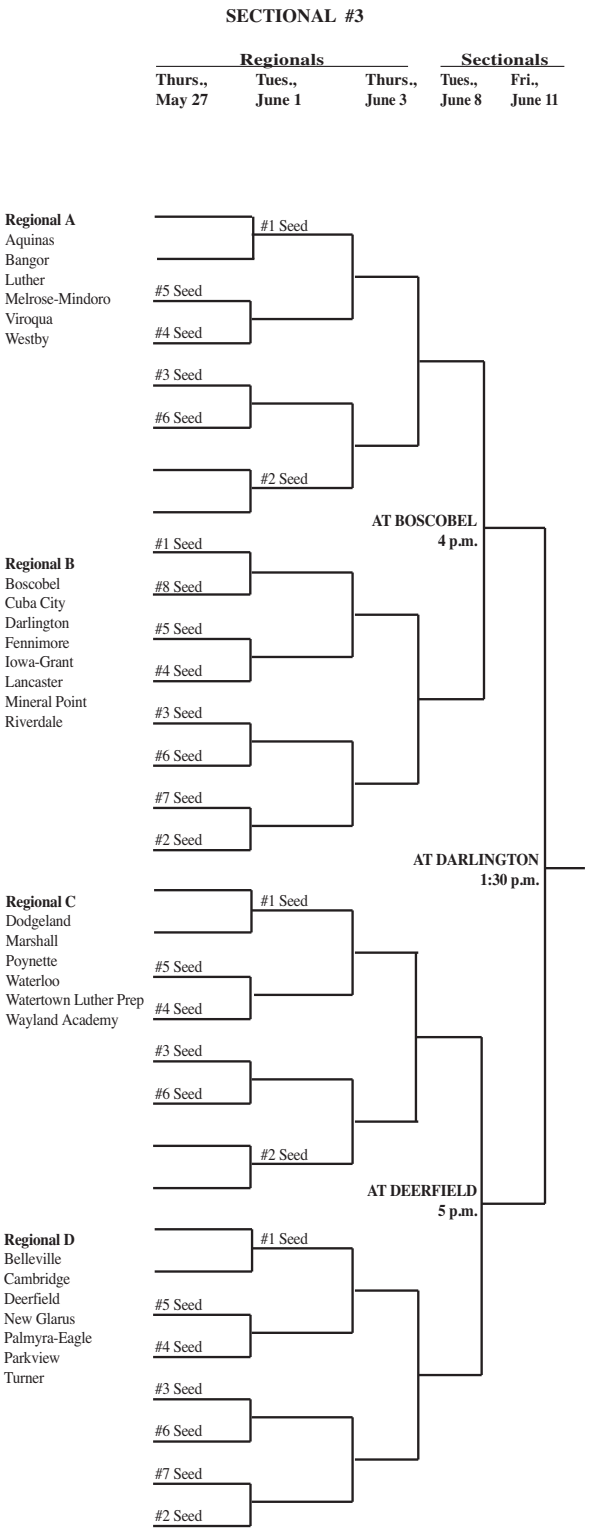 SECTIONAL #3
Regionals
Sectionals
Thurs., May 27
Tues., June 1
Thurs., June 3
Tues., June 8
Fri., June 11
Regional A
Aquinas
Bangor
Luther
Melrose-Mindoro
Viroqua
Westby
#1 Seed
#5 Seed
#4 Seed
#3 Seed
#6 Seed
#2 Seed
AT BOSCOBEL
4 p.m.
Regional B
Boscobel
Cuba City
Darlington
Fennimore
Iowa-Grant
Lancaster
Mineral Point
Riverdale
#1 Seed
#8 Seed
#5 Seed
#4 Seed
#3 Seed
#6 Seed
#7 Seed
#2 Seed
AT DARLINGTON
1:30 p.m.
Regional C
Dodgeland
Marshall
Poynette
Waterloo
Watertown Luther Prep
Wayland Academy
#1 Seed
#5 Seed
#4 Seed
#3 Seed
#6 Seed
#2 Seed
AT DEERFIELD
5 p.m.
Regional D
Belleville
Cambridge
Deerfield
New Glarus
Palmyra-Eagle
Parkview
Turner
#1 Seed
#5 Seed
#4 Seed
#3 Seed
#6 Seed
#7 Seed
#2 Seed